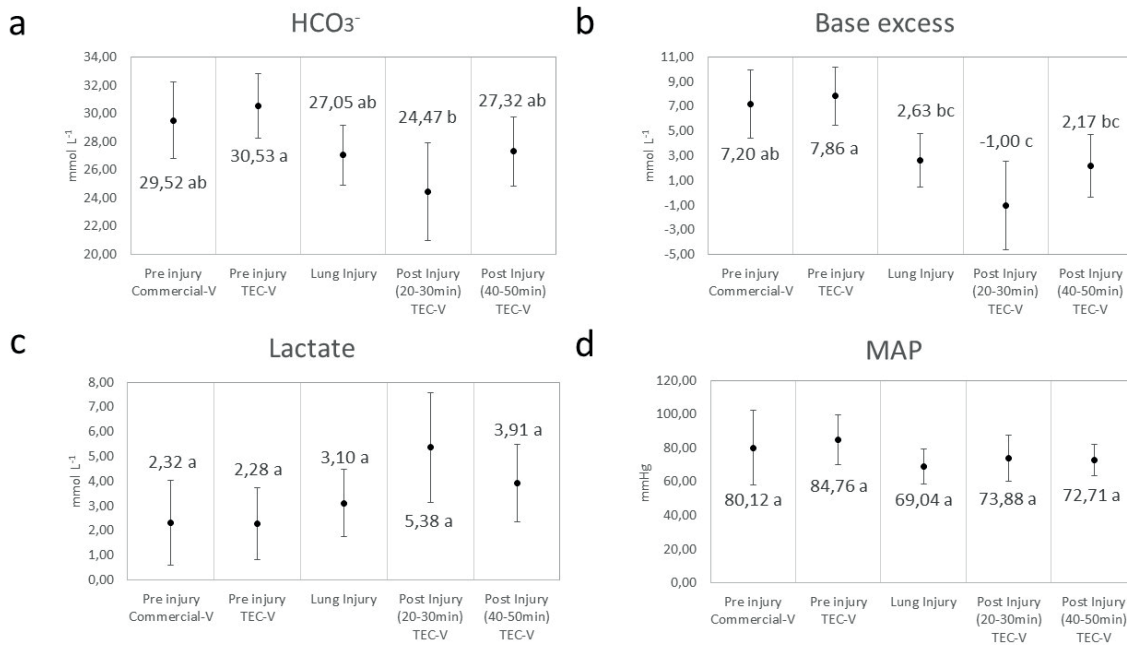 a
HCO₃⁻
34,00
32,00
30,00
28,00
26,00
24,00
22,00
20,00
mmol L⁻¹
29,52 ab
30,53 a
27,05 ab
24,47 b
27,32 ab
Pre injury
Commercial-V
Pre injury
TEC-V
Lung Injury
Post Injury
(20-30min)
TEC-V
Post Injury
(40-50min)
TEC-V
b
Base excess
11,00
9,00
7,00
5,00
3,00
1,00
-1,00
-3,00
-5,00
mmol L⁻¹
7,20 ab
7,86 a
2,63 bc
-1,00 c
2,17 bc
Pre injury
Commercial-V
Pre injury
TEC-V
Lung Injury
Post Injury
(20-30min)
TEC-V
Post Injury
(40-50min)
TEC-V
c
Lactate
8,00
7,00
6,00
5,00
4,00
3,00
2,00
1,00
0,00
mmol L⁻¹
2,32 a
2,28 a
3,10 a
5,38 a
3,91 a
Pre injury
Commercial-V
Pre injury
TEC-V
Lung Injury
Post Injury
(20-30min)
TEC-V
Post Injury
(40-50min)
TEC-V
d
MAP
120,00
100,00
80,00
60,00
40,00
20,00
0,00
mmHg
80,12 a
84,76 a
69,04 a
73,88 a
72,71 a
Pre injury
Commercial-V
Pre injury
TEC-V
Lung Injury
Post Injury
(20-30min)
TEC-V
Post Injury
(40-50min)
TEC-V